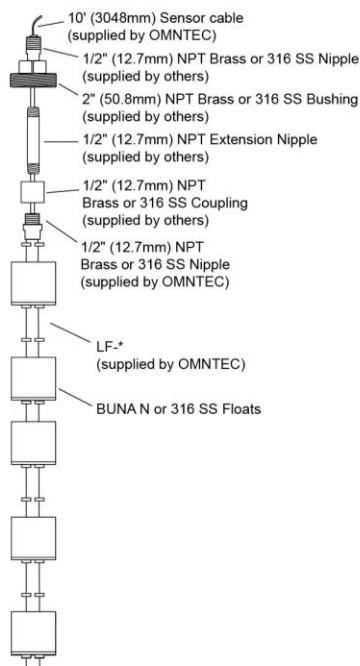 10' (3048mm) Sensor cable
(supplied by OMNTEC)
1/2" (12.7mm) NPT Brass or 316 SS Nipple
(supplied by others)
2" (50.8mm) NPT Brass or 316 SS Bushing
(supplied by others)
1/2" (12.7mm) NPT Extension Nipple
(supplied by others)
1/2" (12.7mm) NPT
Brass or 316 SS Coupling
(supplied by others)
1/2" (12.7mm) NPT
Brass or 316 SS Nipple
(supplied by OMNTEC)
LF-*
(supplied by OMNTEC)
BUNA N or 316 SS Floats